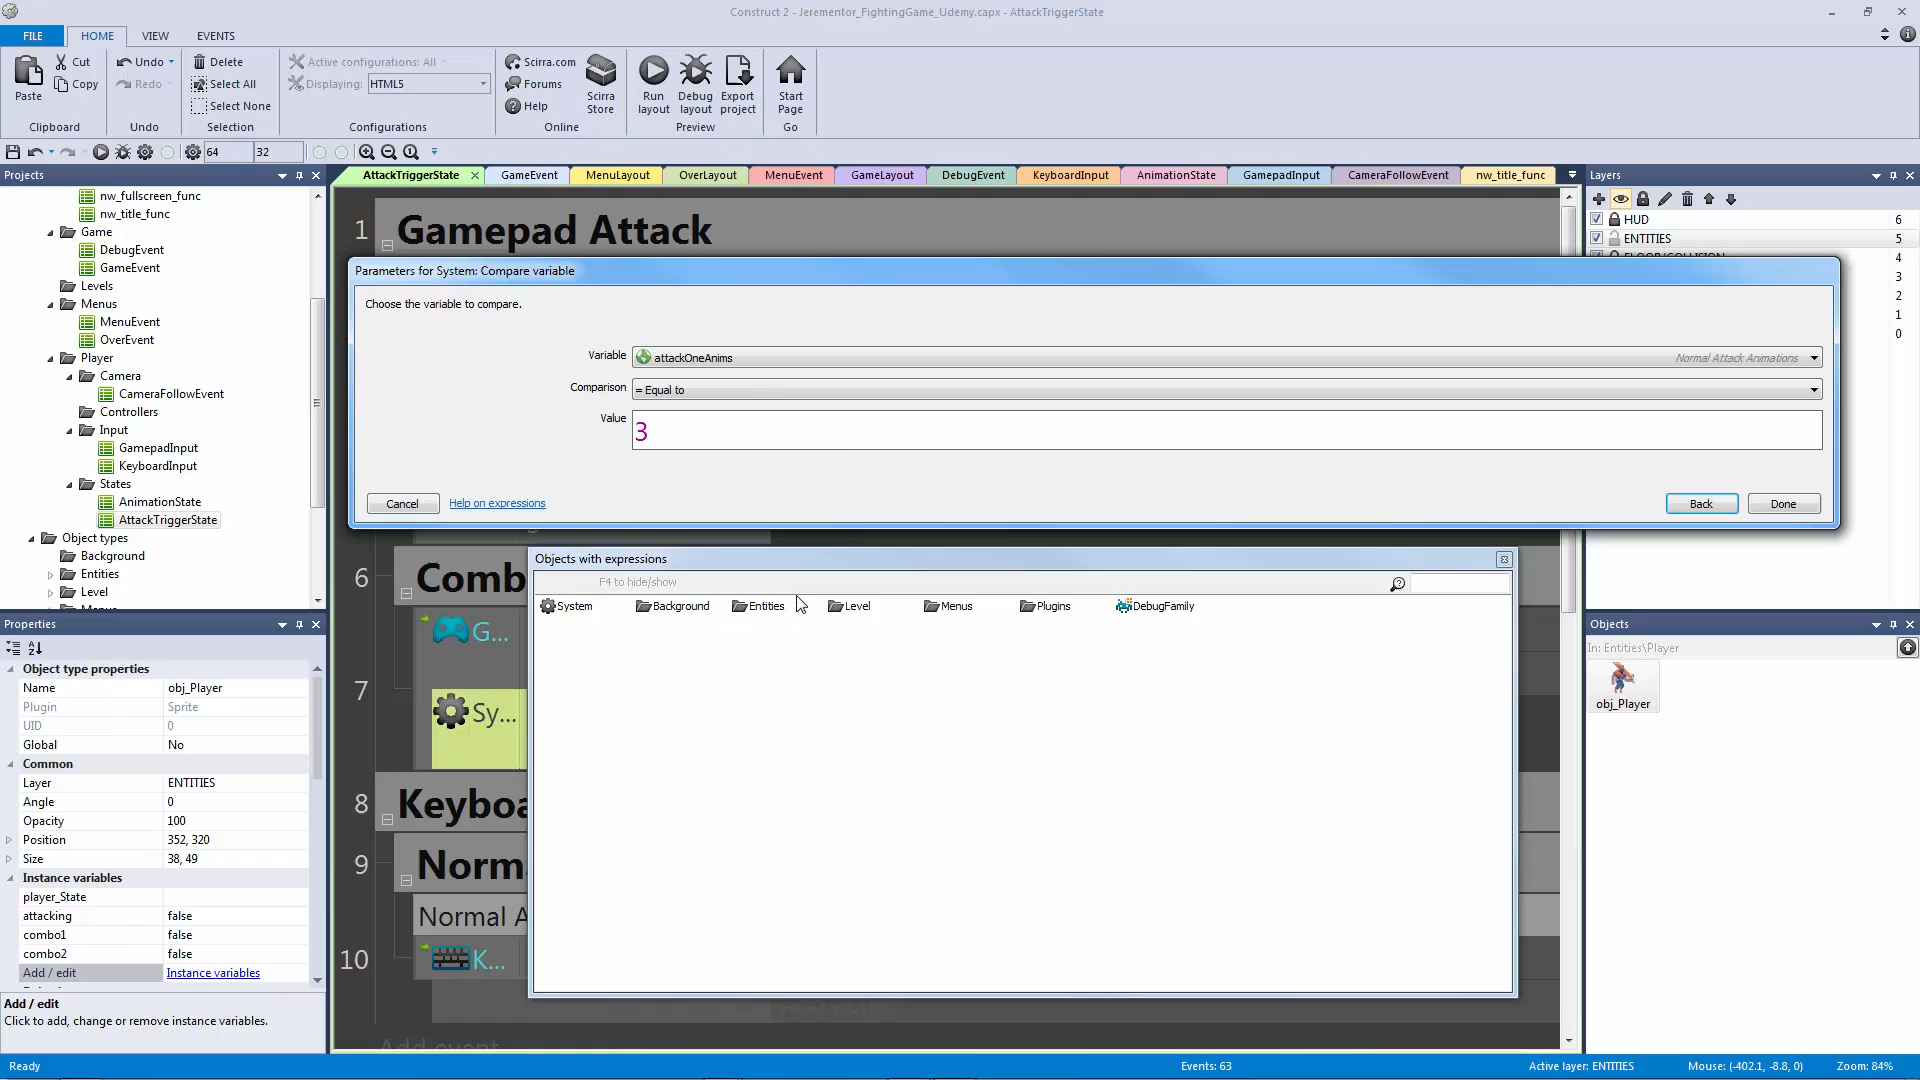 Construct 2 - Jerementor_FightingGame_Udemy.capx - AttackTriggerState
FILE
HOME
VIEW
EVENTS
Paste
Cut
Copy
Clipboard
Undo
Redo
Undo
Delete
Select All
Select None
Selection
Active configurations: All
Displaying:
HTML5
Configurations
Scirra.com
Forums
Help
Scirra Store
Online
Run layout
Debug layout
Export project
Preview
Start Page
Go
64
32
Projects
nw_fullscreen_func
nw_title_func
Game
DebugEvent
GameEvent
Levels
Menus
MenuEvent
OverEvent
Player
Camera
CameraFollowEvent
Controllers
Input
GamepadInput
KeyboardInput
States
AnimationState
AttackTriggerState
Object types
Background
Entities
Level
Properties
Object type properties
Name obj_Player
Plugin Sprite
UID 0
Global No
Common
Layer ENTITIES
Angle 0
Opacity 100
Position 352, 320
Size 38, 49
Instance variables
player_State
attacking false
combo1 false
combo2 false
Add / edit Instance variables
Add / edit
Click to add, change or remove instance variables.
AttackTriggerState
GameEvent
MenuLayout
OverLayout
MenuEvent
GameLayout
DebugEvent
KeyboardInput
AnimationState
GamepadInput
CameraFollowEvent
nw_title_func
1 Gamepad Attack
Parameters for System: Compare variable
Choose the variable to compare.
Variable attackOneAnims Normal Attack Animations
Comparison = Equal to
Value 3
Cancel
Help on expressions
Back
Done
Objects with expressions
F4 to hide/show
System
Background
Entities
Level
Menus
Plugins
DebugFamily
6 Comb
G...
7
Sy...
8 Keyboa
9 Norm
Normal A
10 K...
Add event
Layers
HUD 6
ENTITIES 5
4
3
2
1
0
Objects
In: Entities\Player
obj_Player
Ready
Events: 63
Active layer: ENTITIES
Mouse: (-402.1, -8.8, 0)
Zoom: 84%